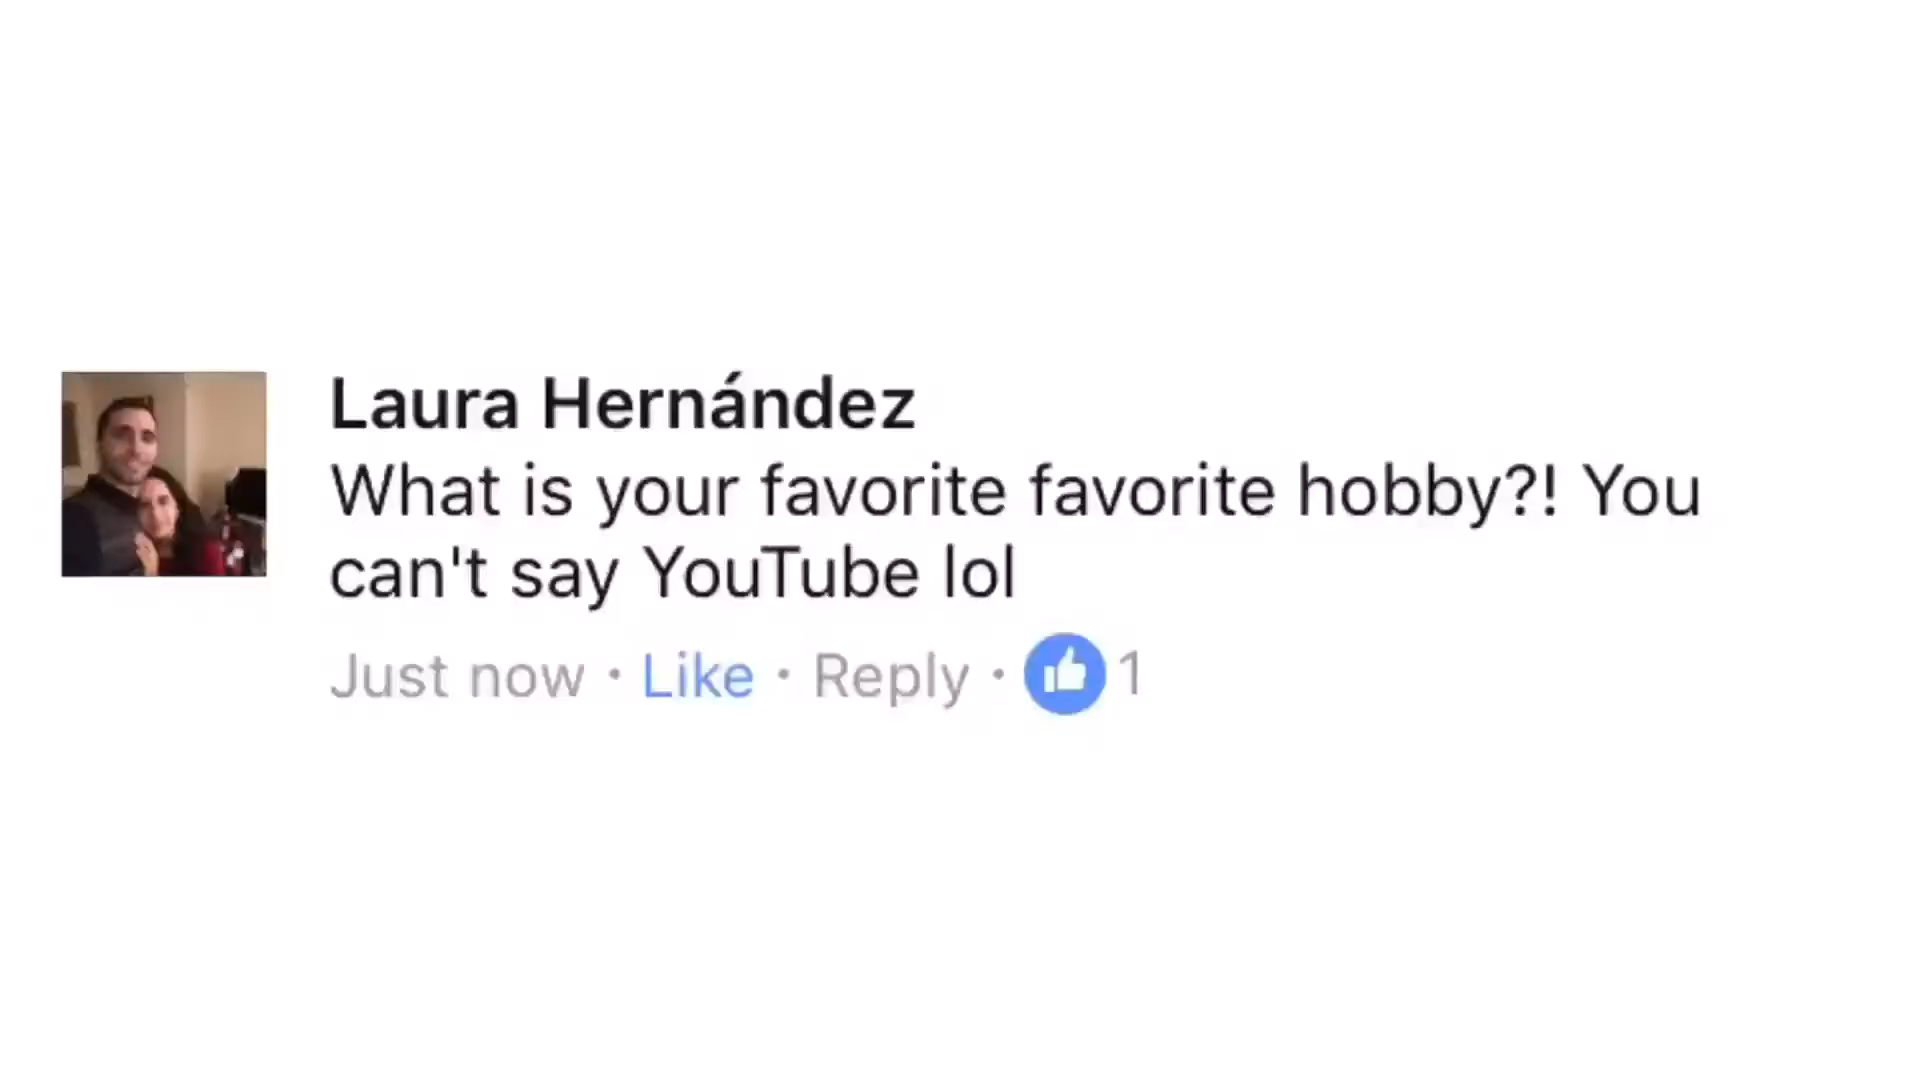 Laura Hernández
What is your favorite favorite hobby?! You
can't say YouTube lol
Just now · Like · Reply · 1